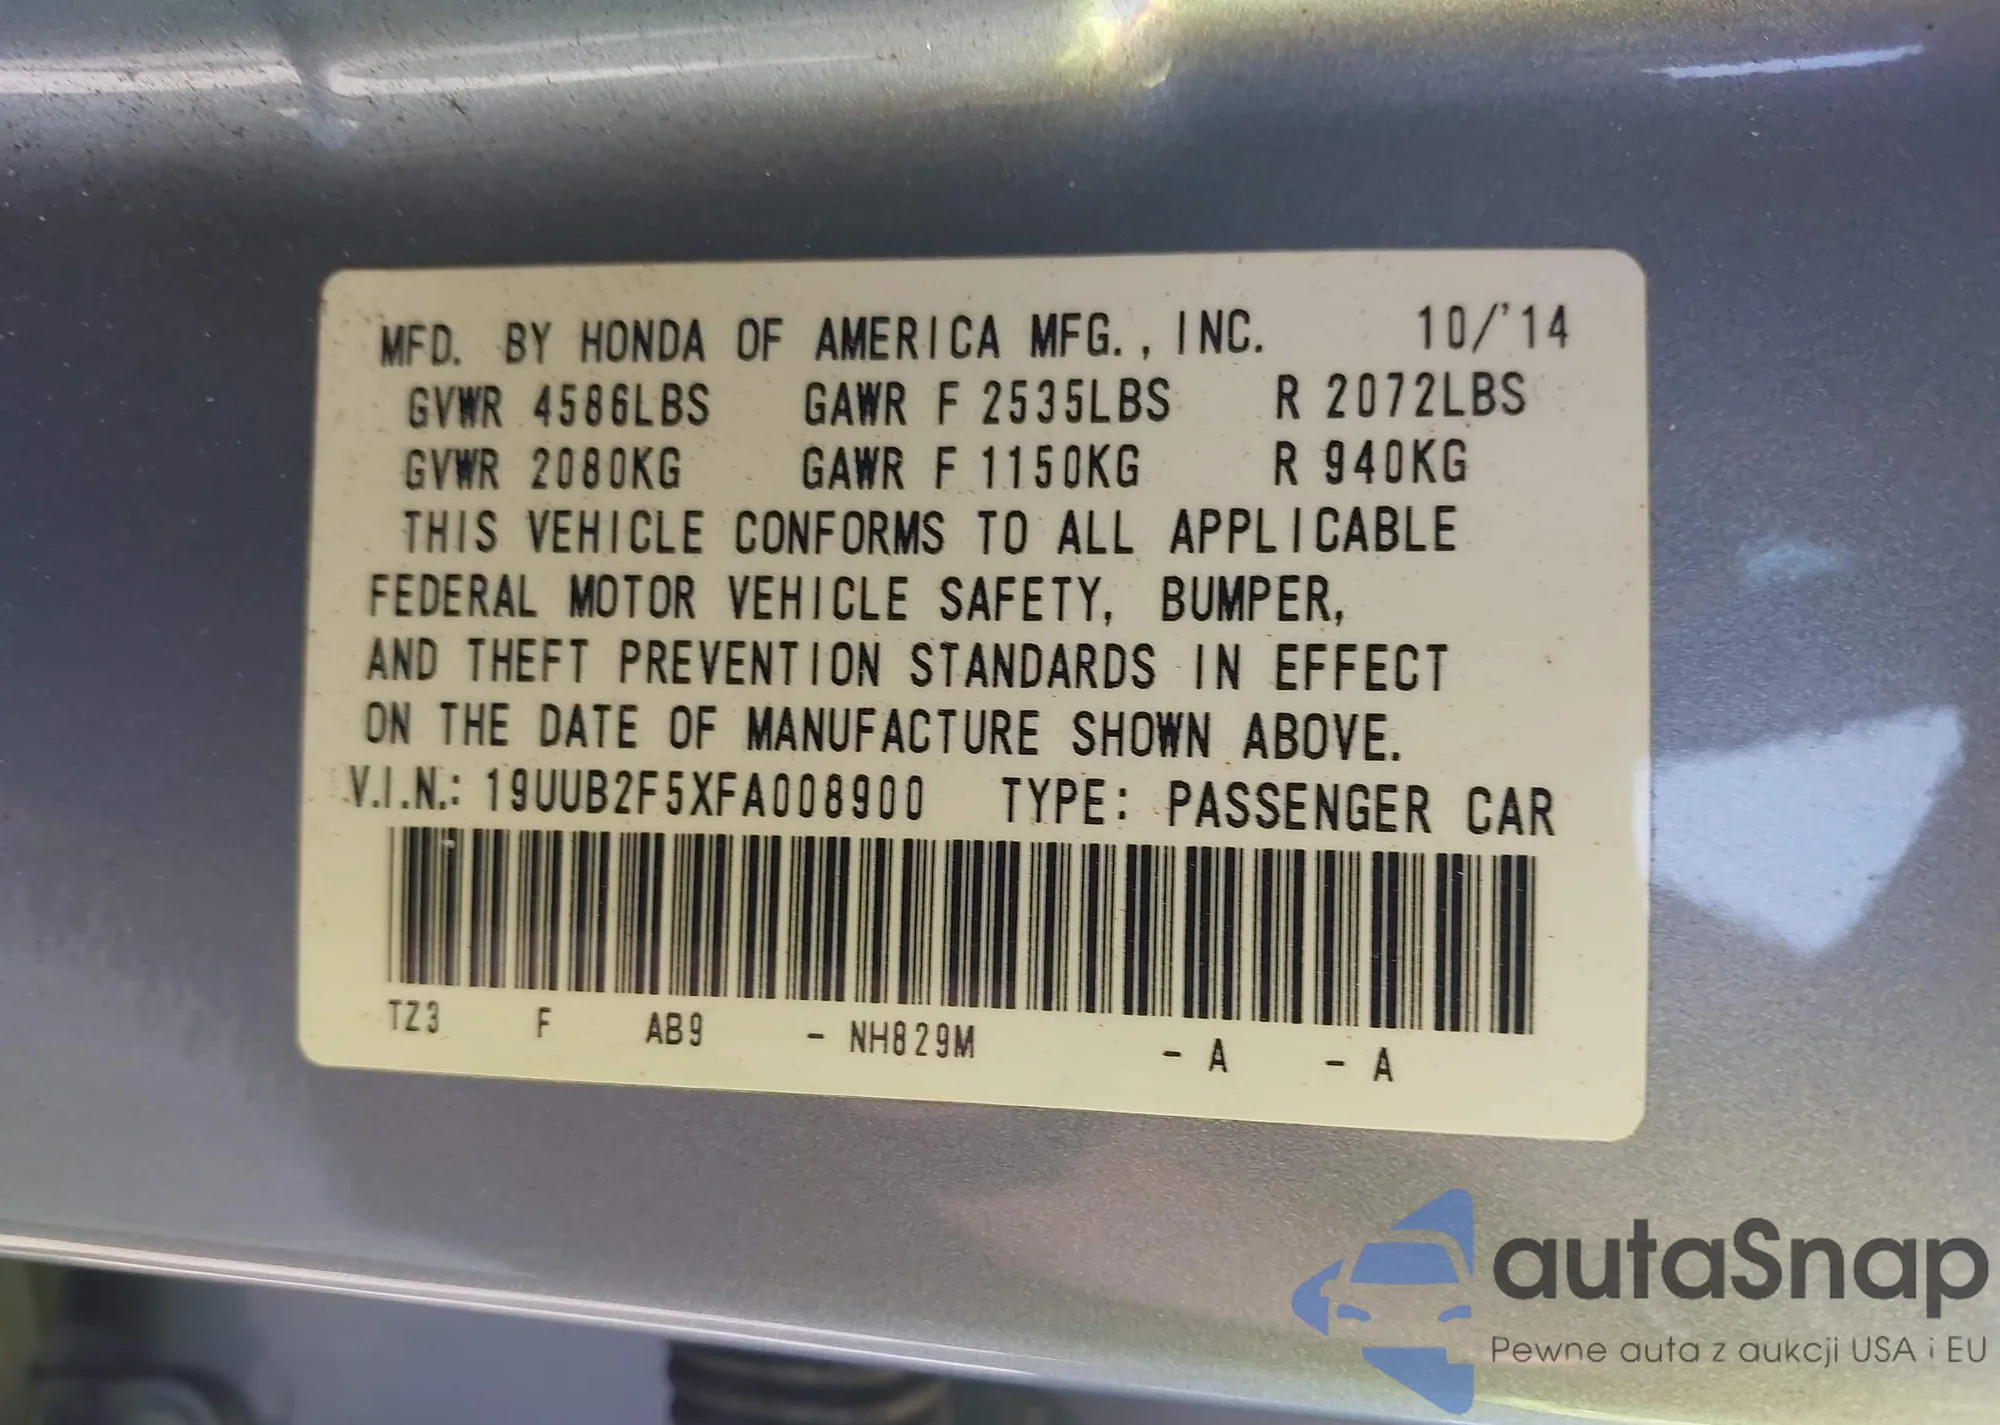 MFD. BY HONDA OF AMERICA MFG., INC. 10/'14
GVWR 4586LBS GAWR F 2535LBS R 2072LBS
GVWR 2080KG GAWR F 1150KG R 940KG
THIS VEHICLE CONFORMS TO ALL APPLICABLE
FEDERAL MOTOR VEHICLE SAFETY, BUMPER,
AND THEFT PREVENTION STANDARDS IN EFFECT
ON THE DATE OF MANUFACTURE SHOWN ABOVE.
V.I.N.: 19UUB2F5XFA008900 TYPE: PASSENGER CAR
TZ3 F AB9 - NH829M - A - A
autaSnap
Pewne auta z aukcji USA i EU